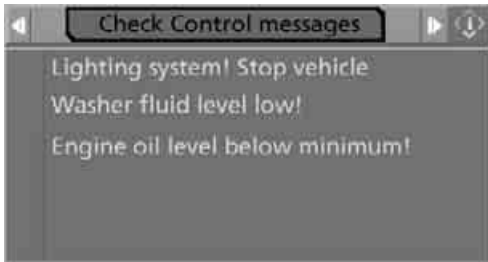 Check Control messages
Lighting system! Stop vehicle
Washer fluid level low!
Engine oil level below minimum!